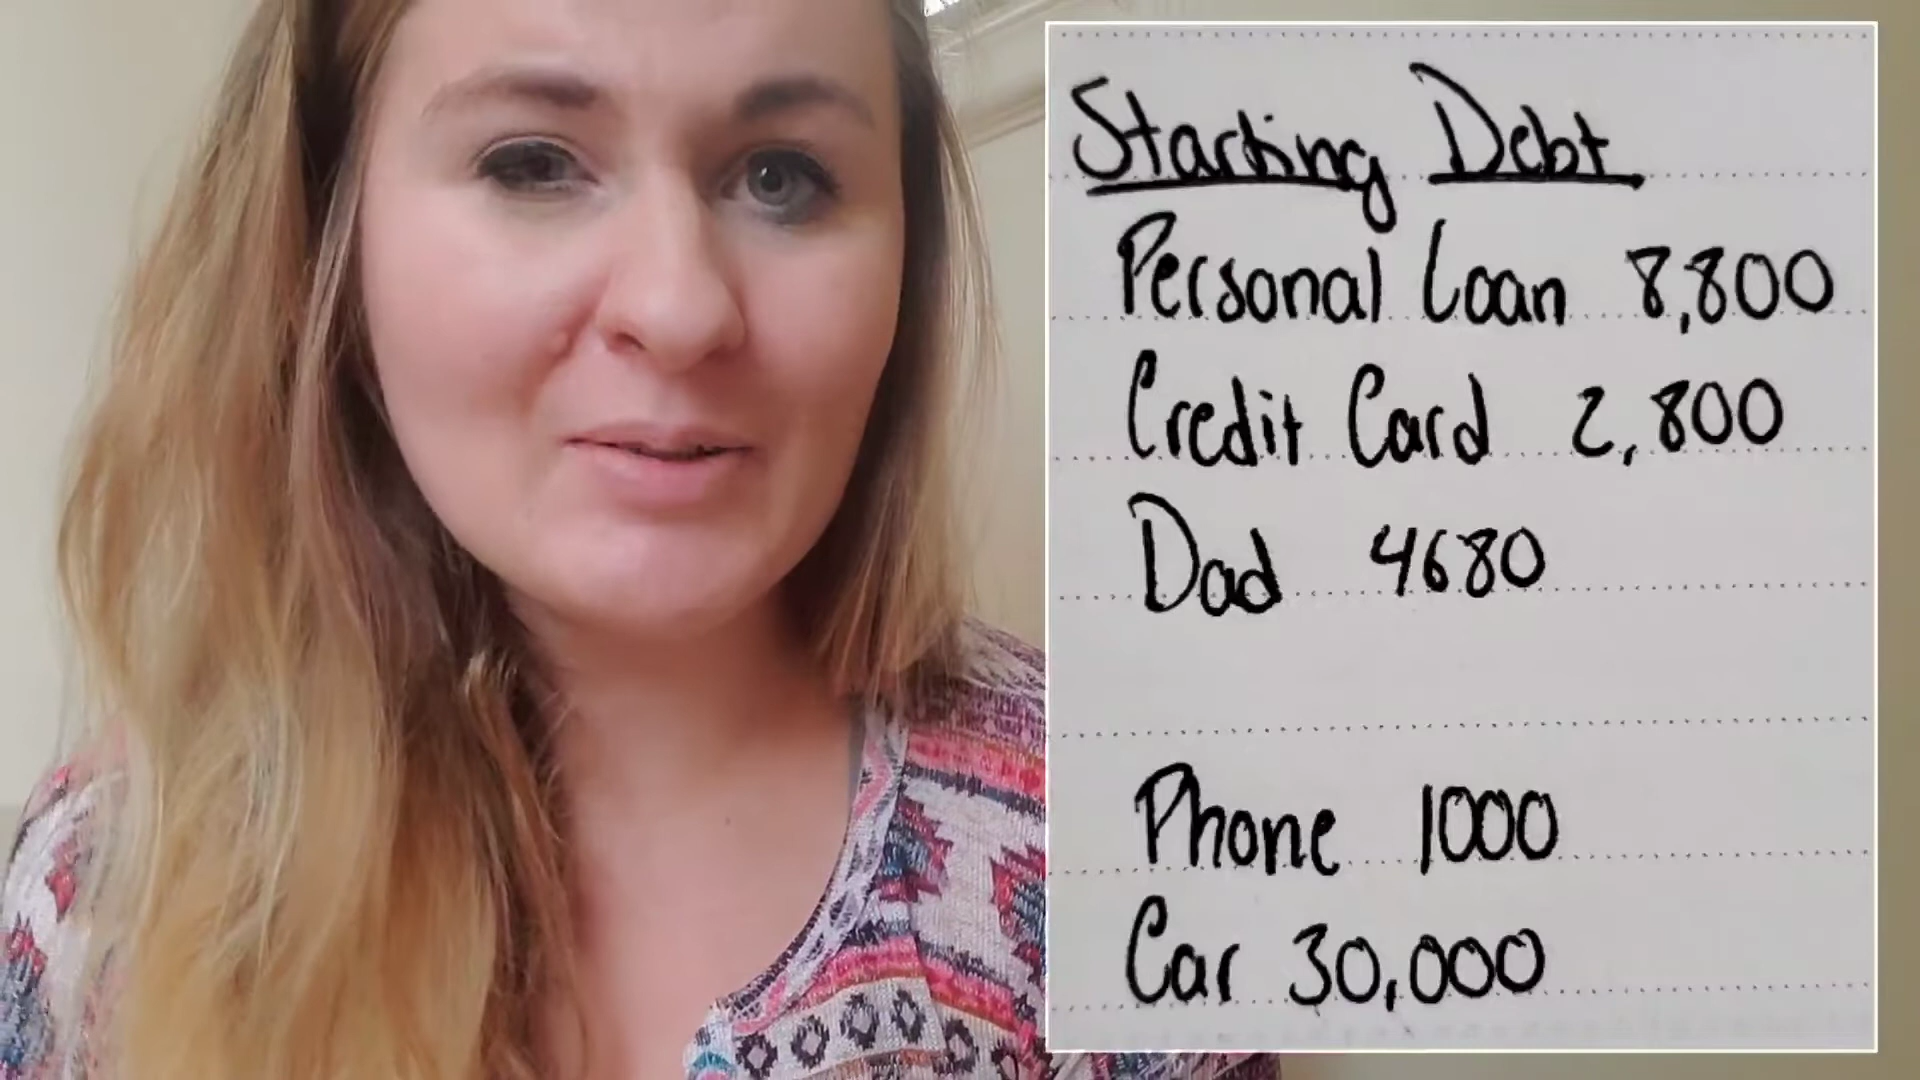 Starting Debt
Personal Loan 8,800
Credit Card 2,800
Dad 4680
Phone 1000
Car 30,000